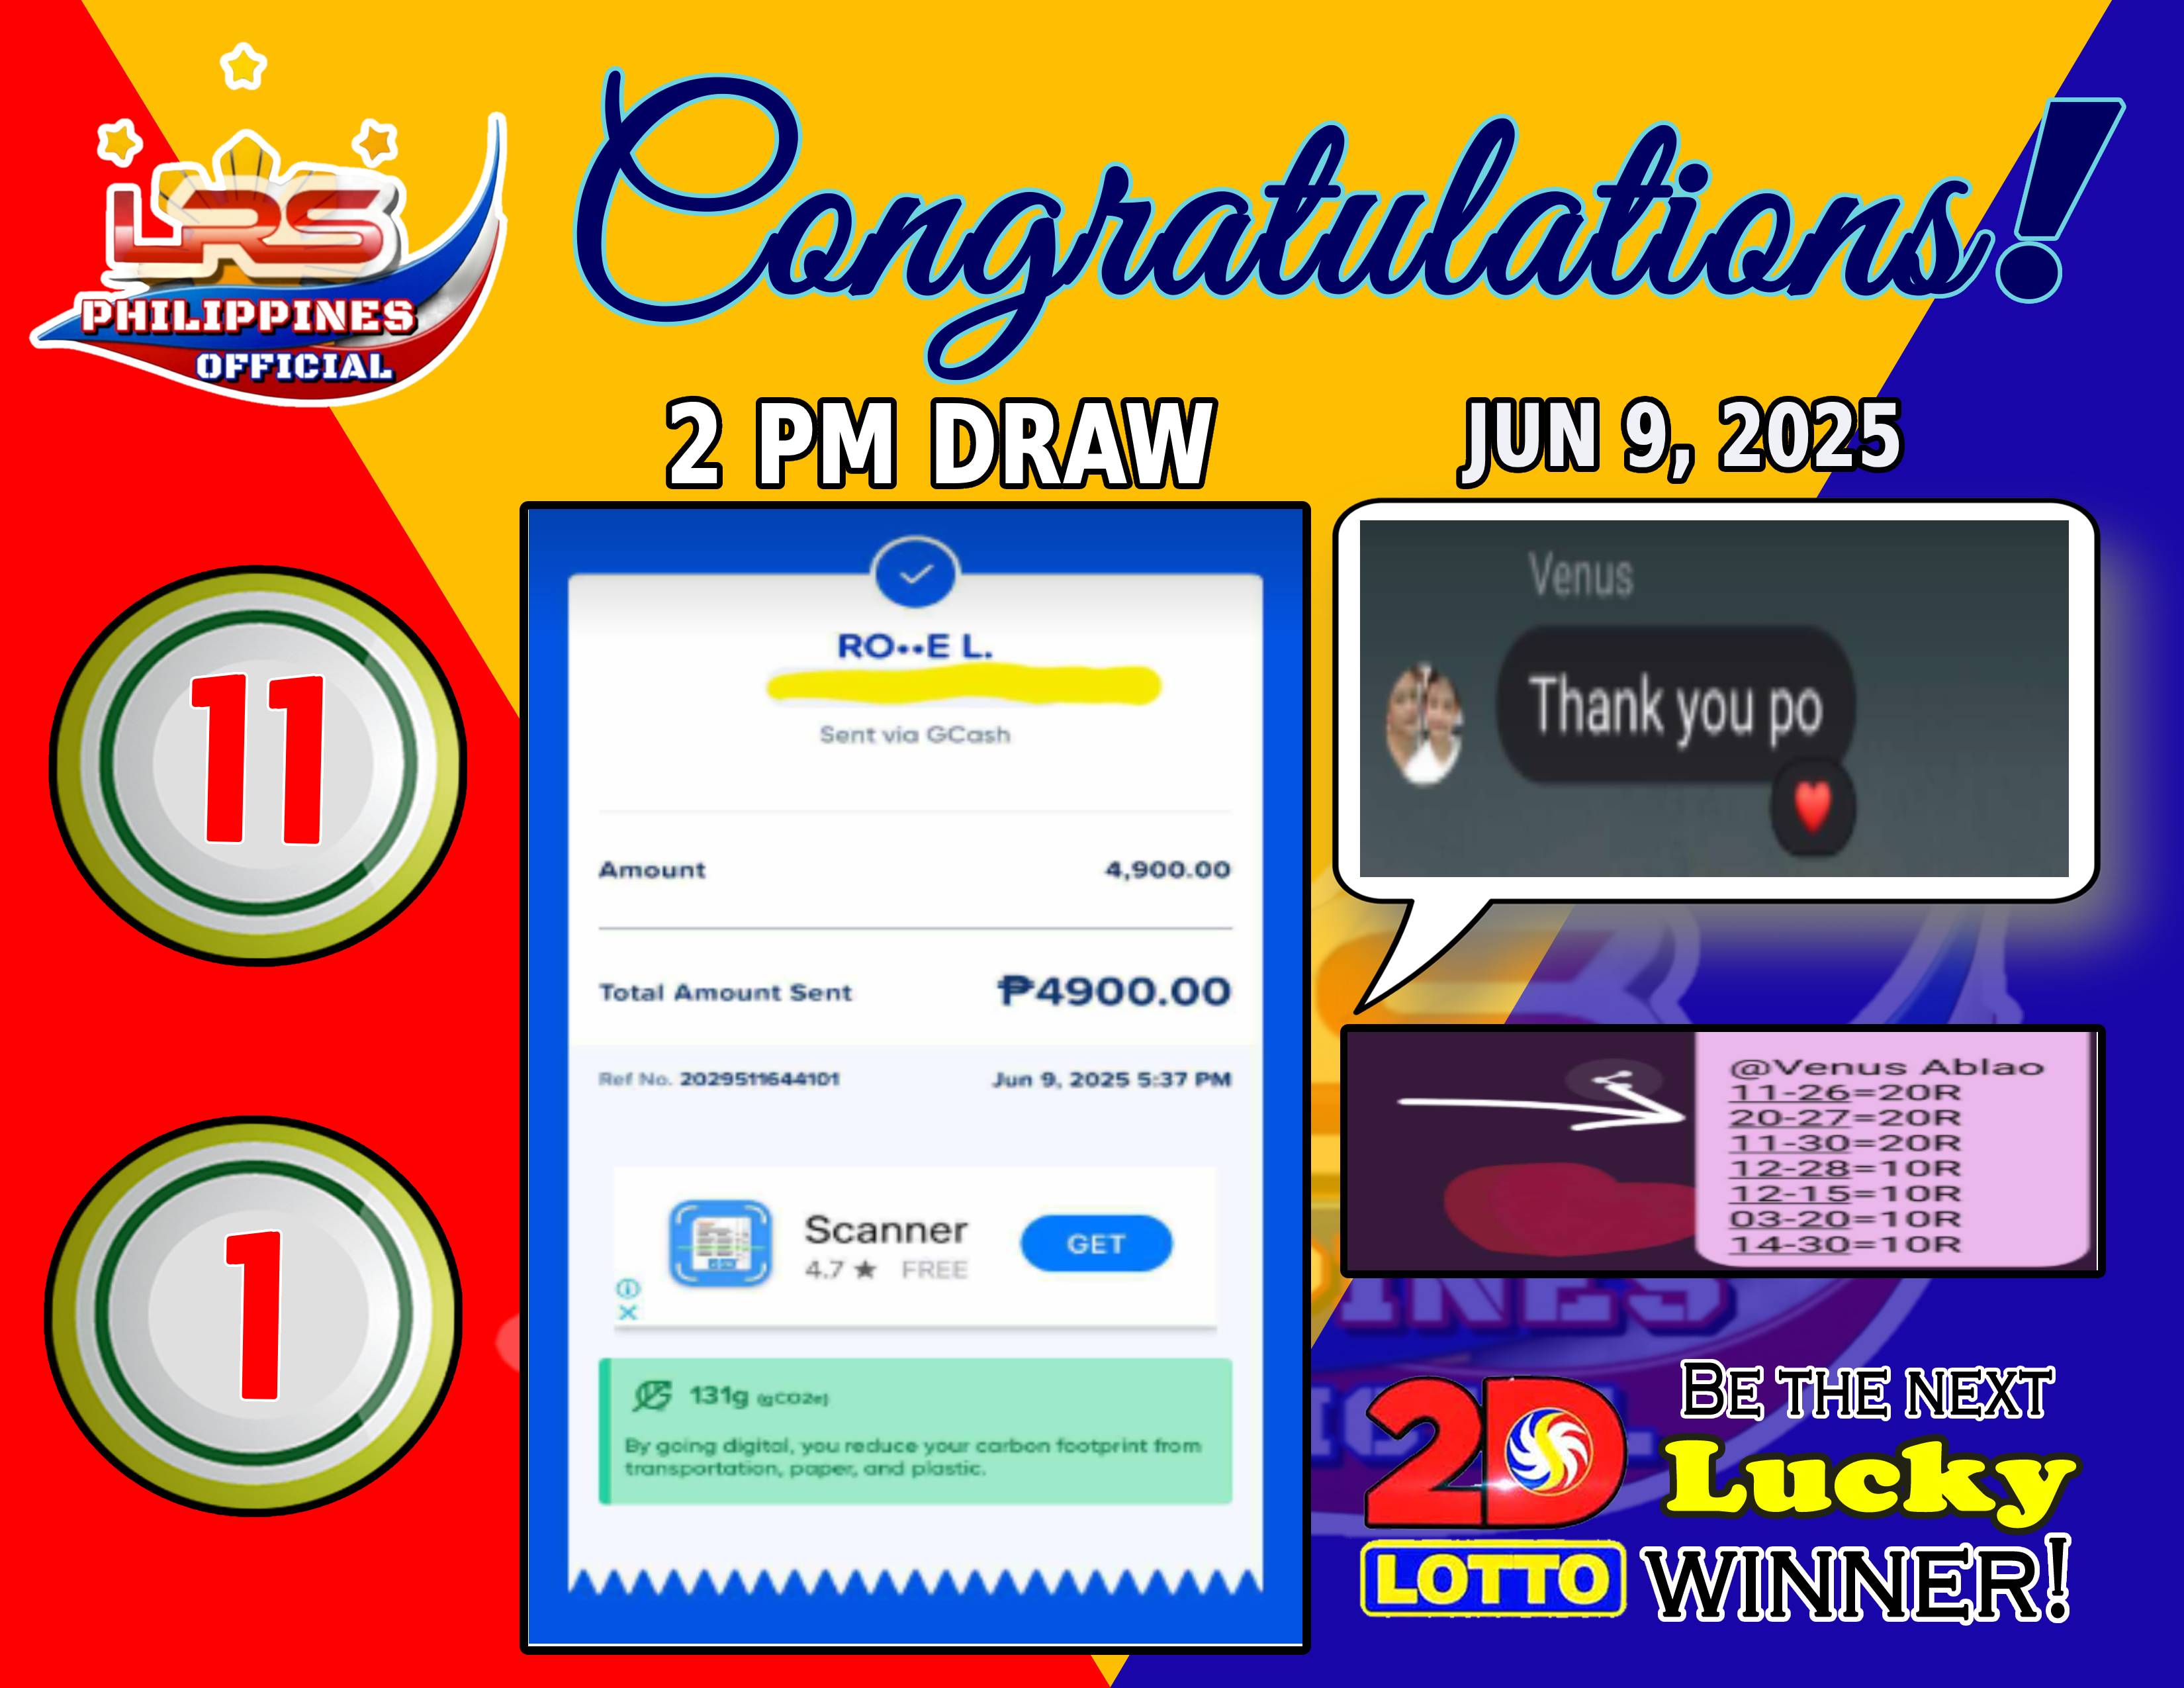 LRS
PHILIPPINES
OFFICIAL
Congratulations!
2 PM DRAW
JUN 9, 2025
11
1
RO••E L.
Sent via GCash
Amount 4,900.00
Total Amount Sent ₱4900.00
Ref No. 2029511644101 Jun 9, 2025 5:37 PM
Scanner
4.7 ★ FREE
GET
131g (gCO2e)
By going digital, you reduce your carbon footprint from
transportation, paper, and plastic.
Venus
Thank you po
@Venus Ablao
11-26=20R
20-27=20R
11-30=20R
12-28=10R
12-15=10R
03-20=10R
14-30=10R
2D
LOTTO
BE THE NEXT
Lucky
WINNER!